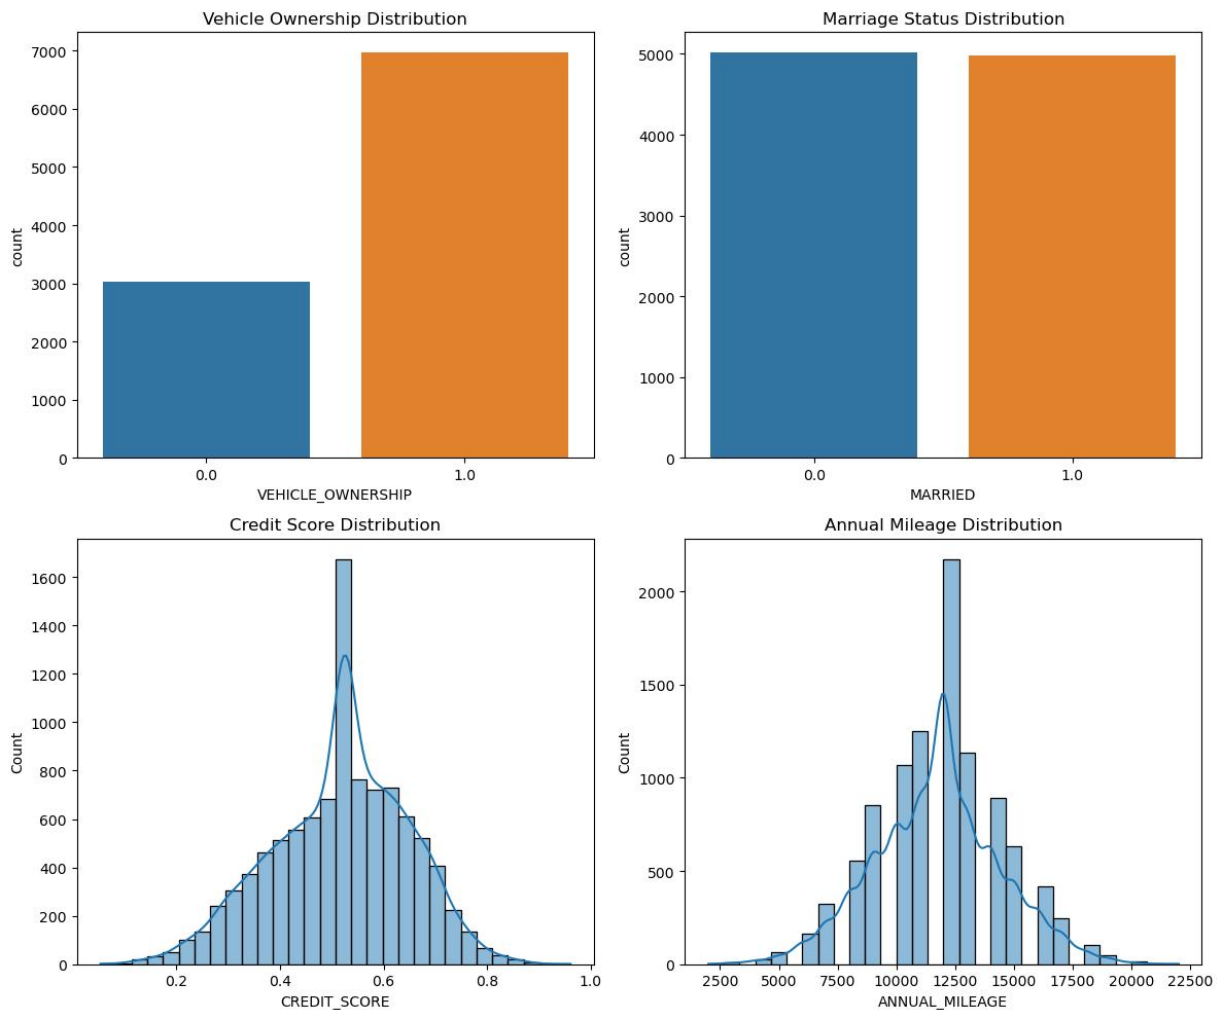 Vehicle Ownership Distribution
7000
6000
5000
4000
3000
2000
1000
0
count
0.0 1.0
VEHICLE_OWNERSHIP
Marriage Status Distribution
5000
4000
3000
2000
1000
0
count
0.0 1.0
MARRIED
Credit Score Distribution
1600
1400
1200
1000
800
600
400
200
0
Count
0.2 0.4 0.6 0.8 1.0
CREDIT_SCORE
Annual Mileage Distribution
2000
1500
1000
500
0
Count
2500 5000 7500 10000 12500 15000 17500 20000 22500
ANNUAL_MILEAGE